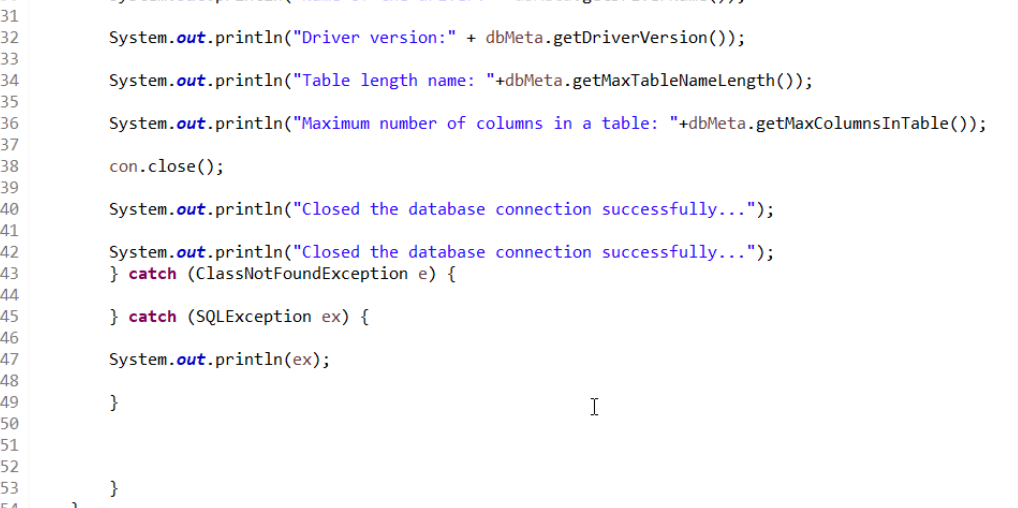 31
32 System.out.println("Driver version:" + dbMeta.getDriverVersion());
33
34 System.out.println("Table length name: "+dbMeta.getMaxTableNameLength());
35
36 System.out.println("Maximum number of columns in a table: "+dbMeta.getMaxColumnsInTable());
37
38 con.close();
39
40 System.out.println("Closed the database connection successfully...");
41
42 System.out.println("Closed the database connection successfully...");
43 } catch (ClassNotFoundException e) {
44
45 } catch (SQLException ex) {
46
47 System.out.println(ex);
48
49 }
50
51
52
53 }
54 }